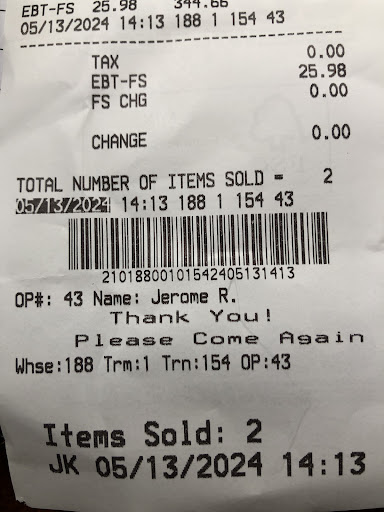 EBT-FS 25.98 344.66
05/13/2024 14:13 188 1 154 43
TAX 0.00
EBT-FS 25.98
FS CHG 0.00
CHANGE 0.00
TOTAL NUMBER OF ITEMS SOLD = 2
05/13/2024 14:13 188 1 154 43
21018800101542405131413
OP#: 43 Name: Jerome R.
Thank You!
Please Come Again
Whse:188 Trm:1 Trn:154 OP:43
Items Sold: 2
JK 05/13/2024 14:13